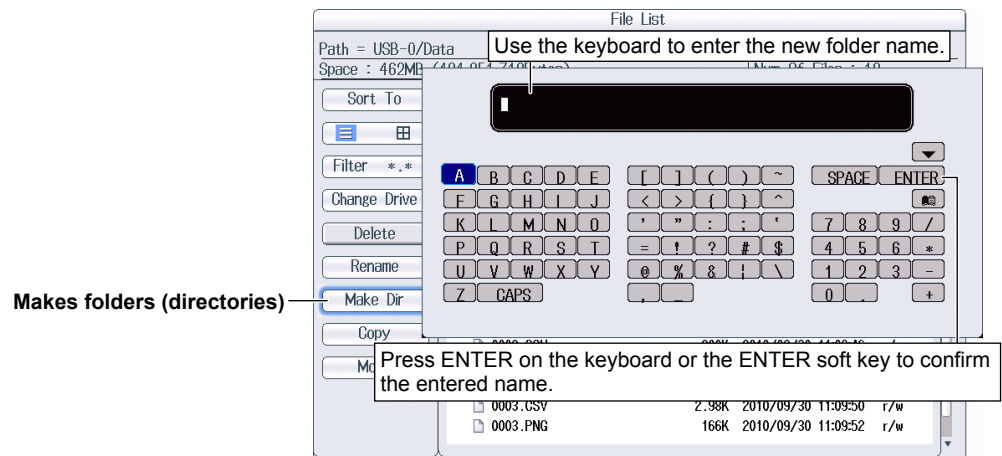 File List
Path = USB-0/Data
Use the keyboard to enter the new folder name.
Space : 462MB
Num Of Files : 10
Sort To
Filter *.*
Change Drive
Delete
Rename
Makes folders (directories)
Make Dir
Copy
A B C D E [ ] ( ) ~ SPACE ENTER
F G H I J < > { } ^
K L M N O ' " : ; ' 7 8 9 /
P Q R S T = ! ? # $ 4 5 6 *
U V W X Y @ % & ¦ \ 1 2 3 -
Z CAPS , _ 0 . +
Press ENTER on the keyboard or the ENTER soft key to confirm
the entered name.
0003.CSV 2.98K 2010/09/30 11:09:50 r/w
0003.PNG 166K 2010/09/30 11:09:52 r/w